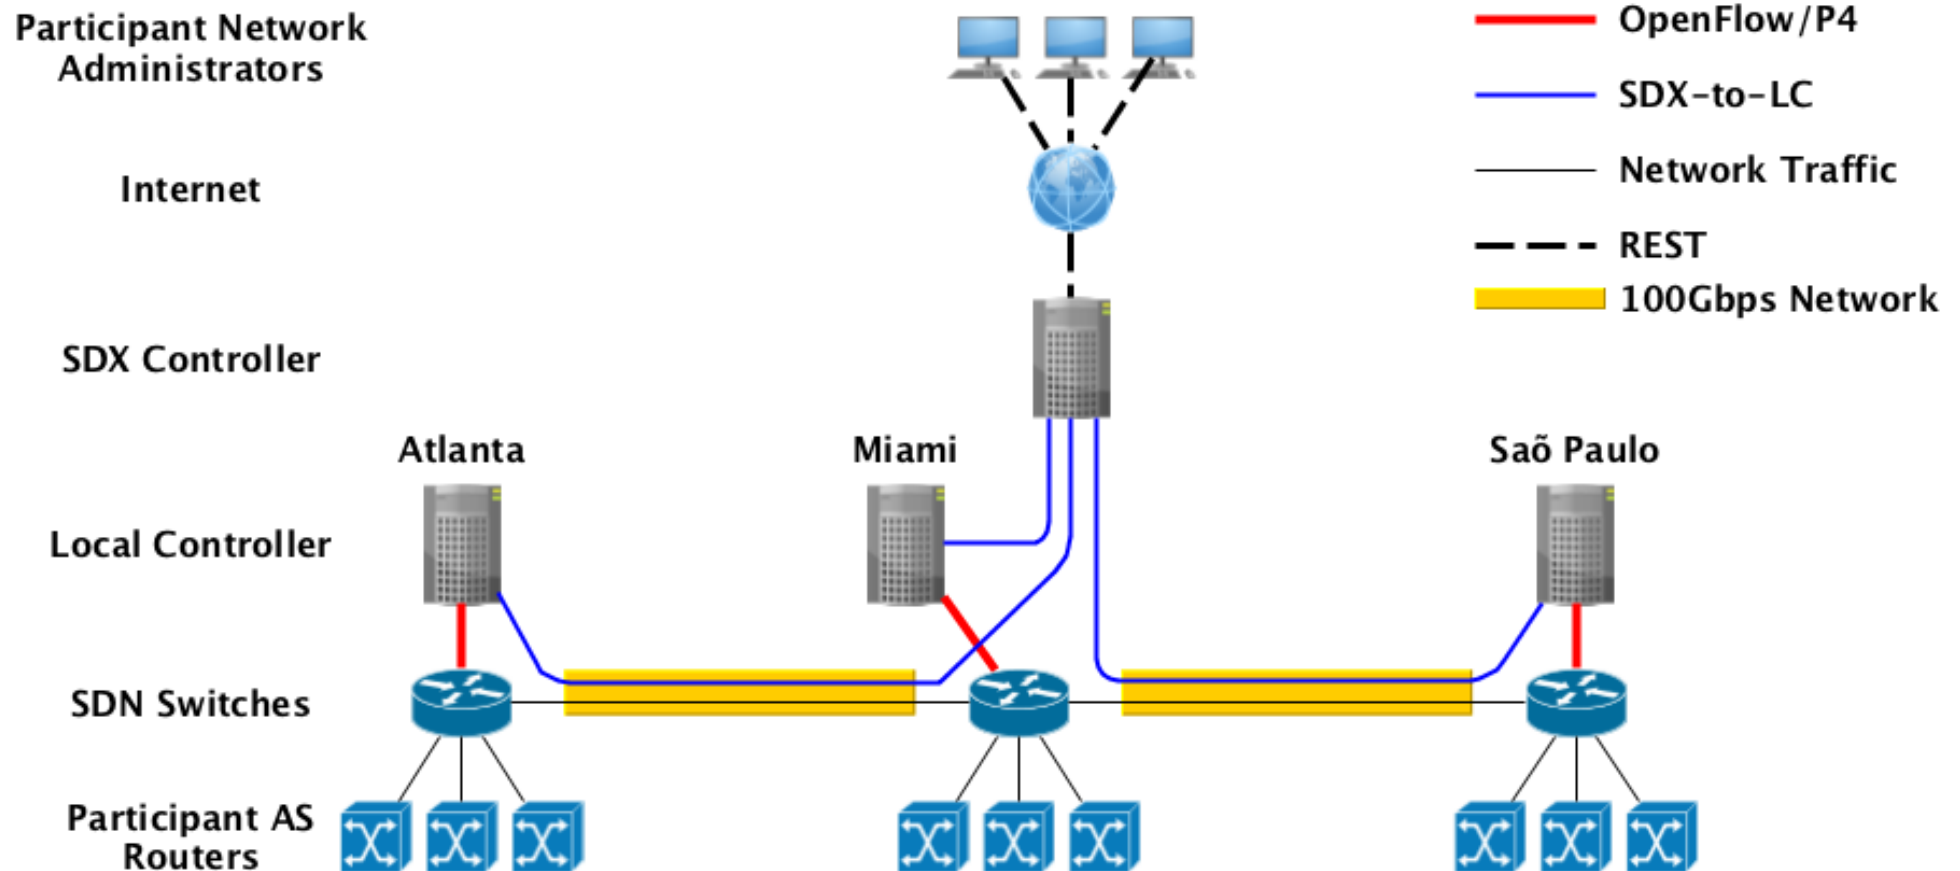 Participant Network
Administrators
OpenFlow/P4
SDX-to-LC
Network Traffic
REST
100Gbps Network
Internet
SDX Controller
Atlanta
Miami
Saõ Paulo
Local Controller
SDN Switches
Participant AS
Routers